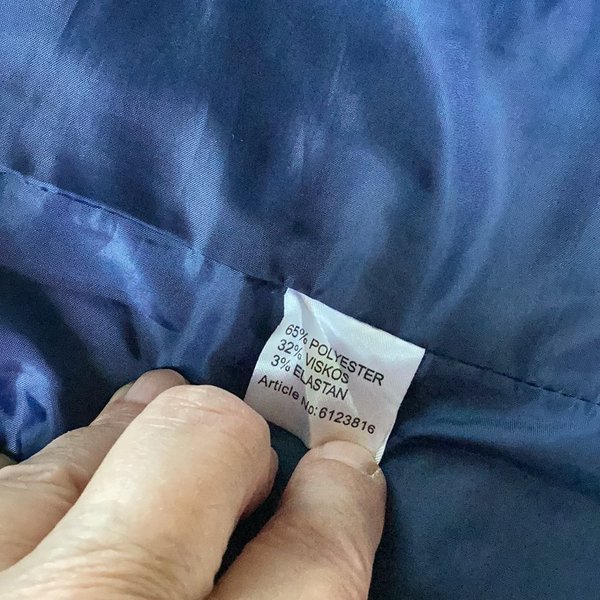 65% POLYESTER
32% VISKOS
3% ELASTAN
Article No:6123816